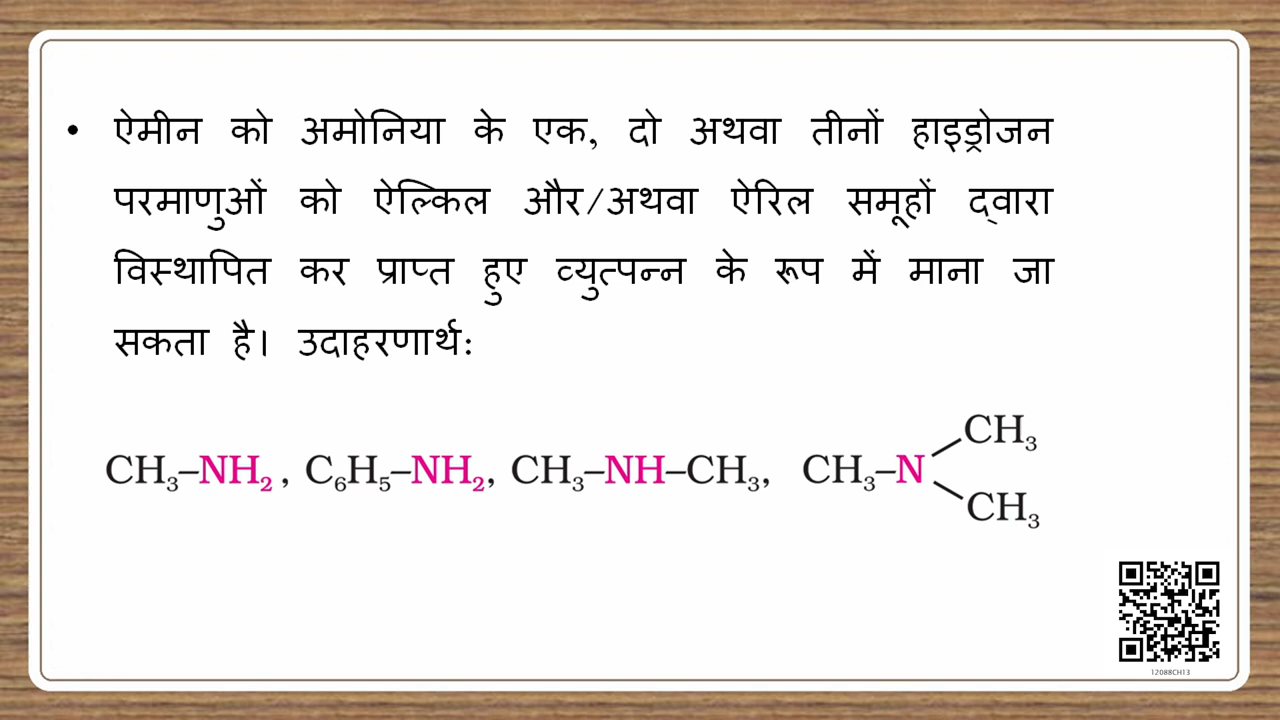 • ऐमीन को अमोनिया के एक, दो अथवा तीनों हाइड्रोजन
परमाणुओं को ऐल्किल और/अथवा ऐरिल समूहों द्वारा
विस्थापित कर प्राप्त हुए व्युत्पन्न के रूप में माना जा
सकता है। उदाहरणार्थ:
CH₃–NH₂, C₆H₅–NH₂, CH₃–NH–CH₃, CH₃–N
CH₃
CH₃
12088CH13